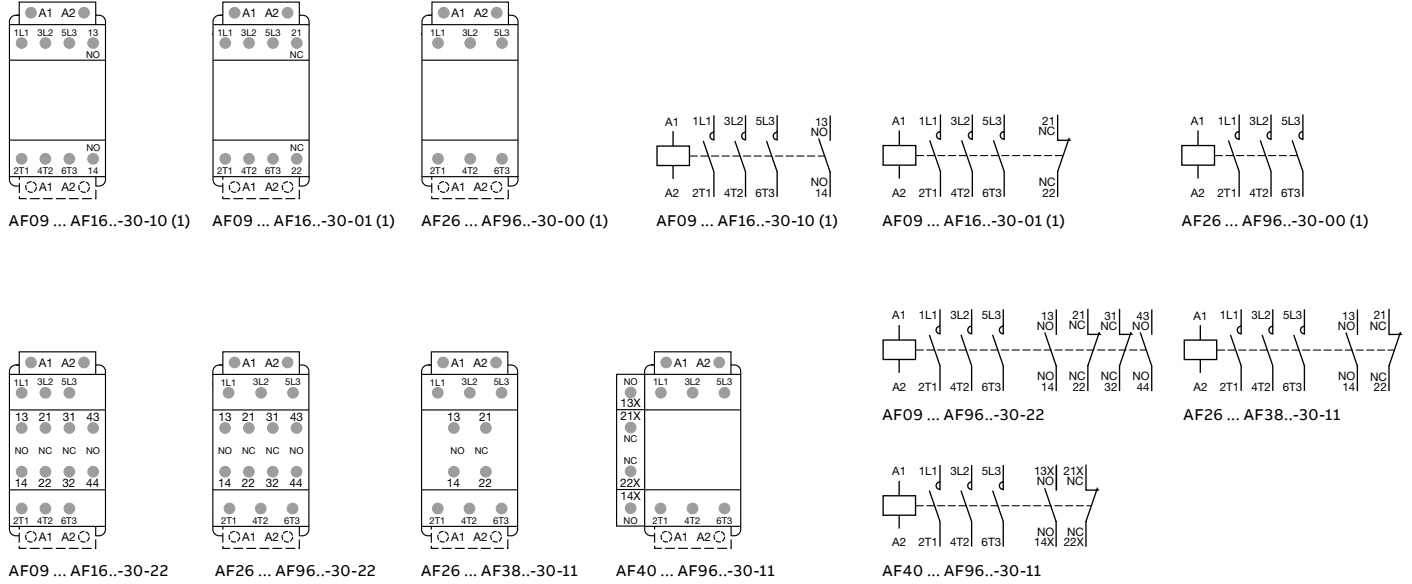 A1 A2
1L1 3L2 5L3 13
NO
NO
2T1 4T2 6T3 14
A1 A2
AF09 ... AF16..-30-10 (1)
A1 A2
1L1 3L2 5L3 21
NC
NC
2T1 4T2 6T3 22
A1 A2
AF09 ... AF16..-30-01 (1)
A1 A2
1L1 3L2 5L3
2T1 4T2 6T3
A1 A2
AF26 ... AF96..-30-00 (1)
A1 1L1 3L2 5L3 13
NO
NO
A2 2T1 4T2 6T3 14
AF09 ... AF16..-30-10 (1)
A1 1L1 3L2 5L3 21
NC
NC
A2 2T1 4T2 6T3 22
AF09 ... AF16..-30-01 (1)
A1 1L1 3L2 5L3
A2 2T1 4T2 6T3
AF26 ... AF96..-30-00 (1)
A1 A2
1L1 3L2 5L3
13 21 31 43
NO NC NC NO
14 22 32 44
2T1 4T2 6T3
A1 A2
AF09 ... AF16..-30-22
A1 A2
1L1 3L2 5L3
13 21 31 43
NO NC NC NO
14 22 32 44
2T1 4T2 6T3
A1 A2
AF26 ... AF96..-30-22
A1 A2
1L1 3L2 5L3
13 21
NO NC
14 22
2T1 4T2 6T3
A1 A2
AF26 ... AF38..-30-11
A1 A2
NO 1L1 3L2 5L3
13X
21X
NC
NC
22X
14X
NO 2T1 4T2 6T3
A1 A2
AF40 ... AF96..-30-11
A1 1L1 3L2 5L3 13 21 31 43
NO NC NC NO
NO NC NC NO
A2 2T1 4T2 6T3 14 22 32 44
AF09 ... AF96..-30-22
A1 1L1 3L2 5L3 13 21
NO NC
NO NC
A2 2T1 4T2 6T3 14 22
AF26 ... AF38..-30-11
A1 1L1 3L2 5L3 13X 21X
NO NC
NO NC
A2 2T1 4T2 6T3 14X 22X
AF40 ... AF96..-30-11